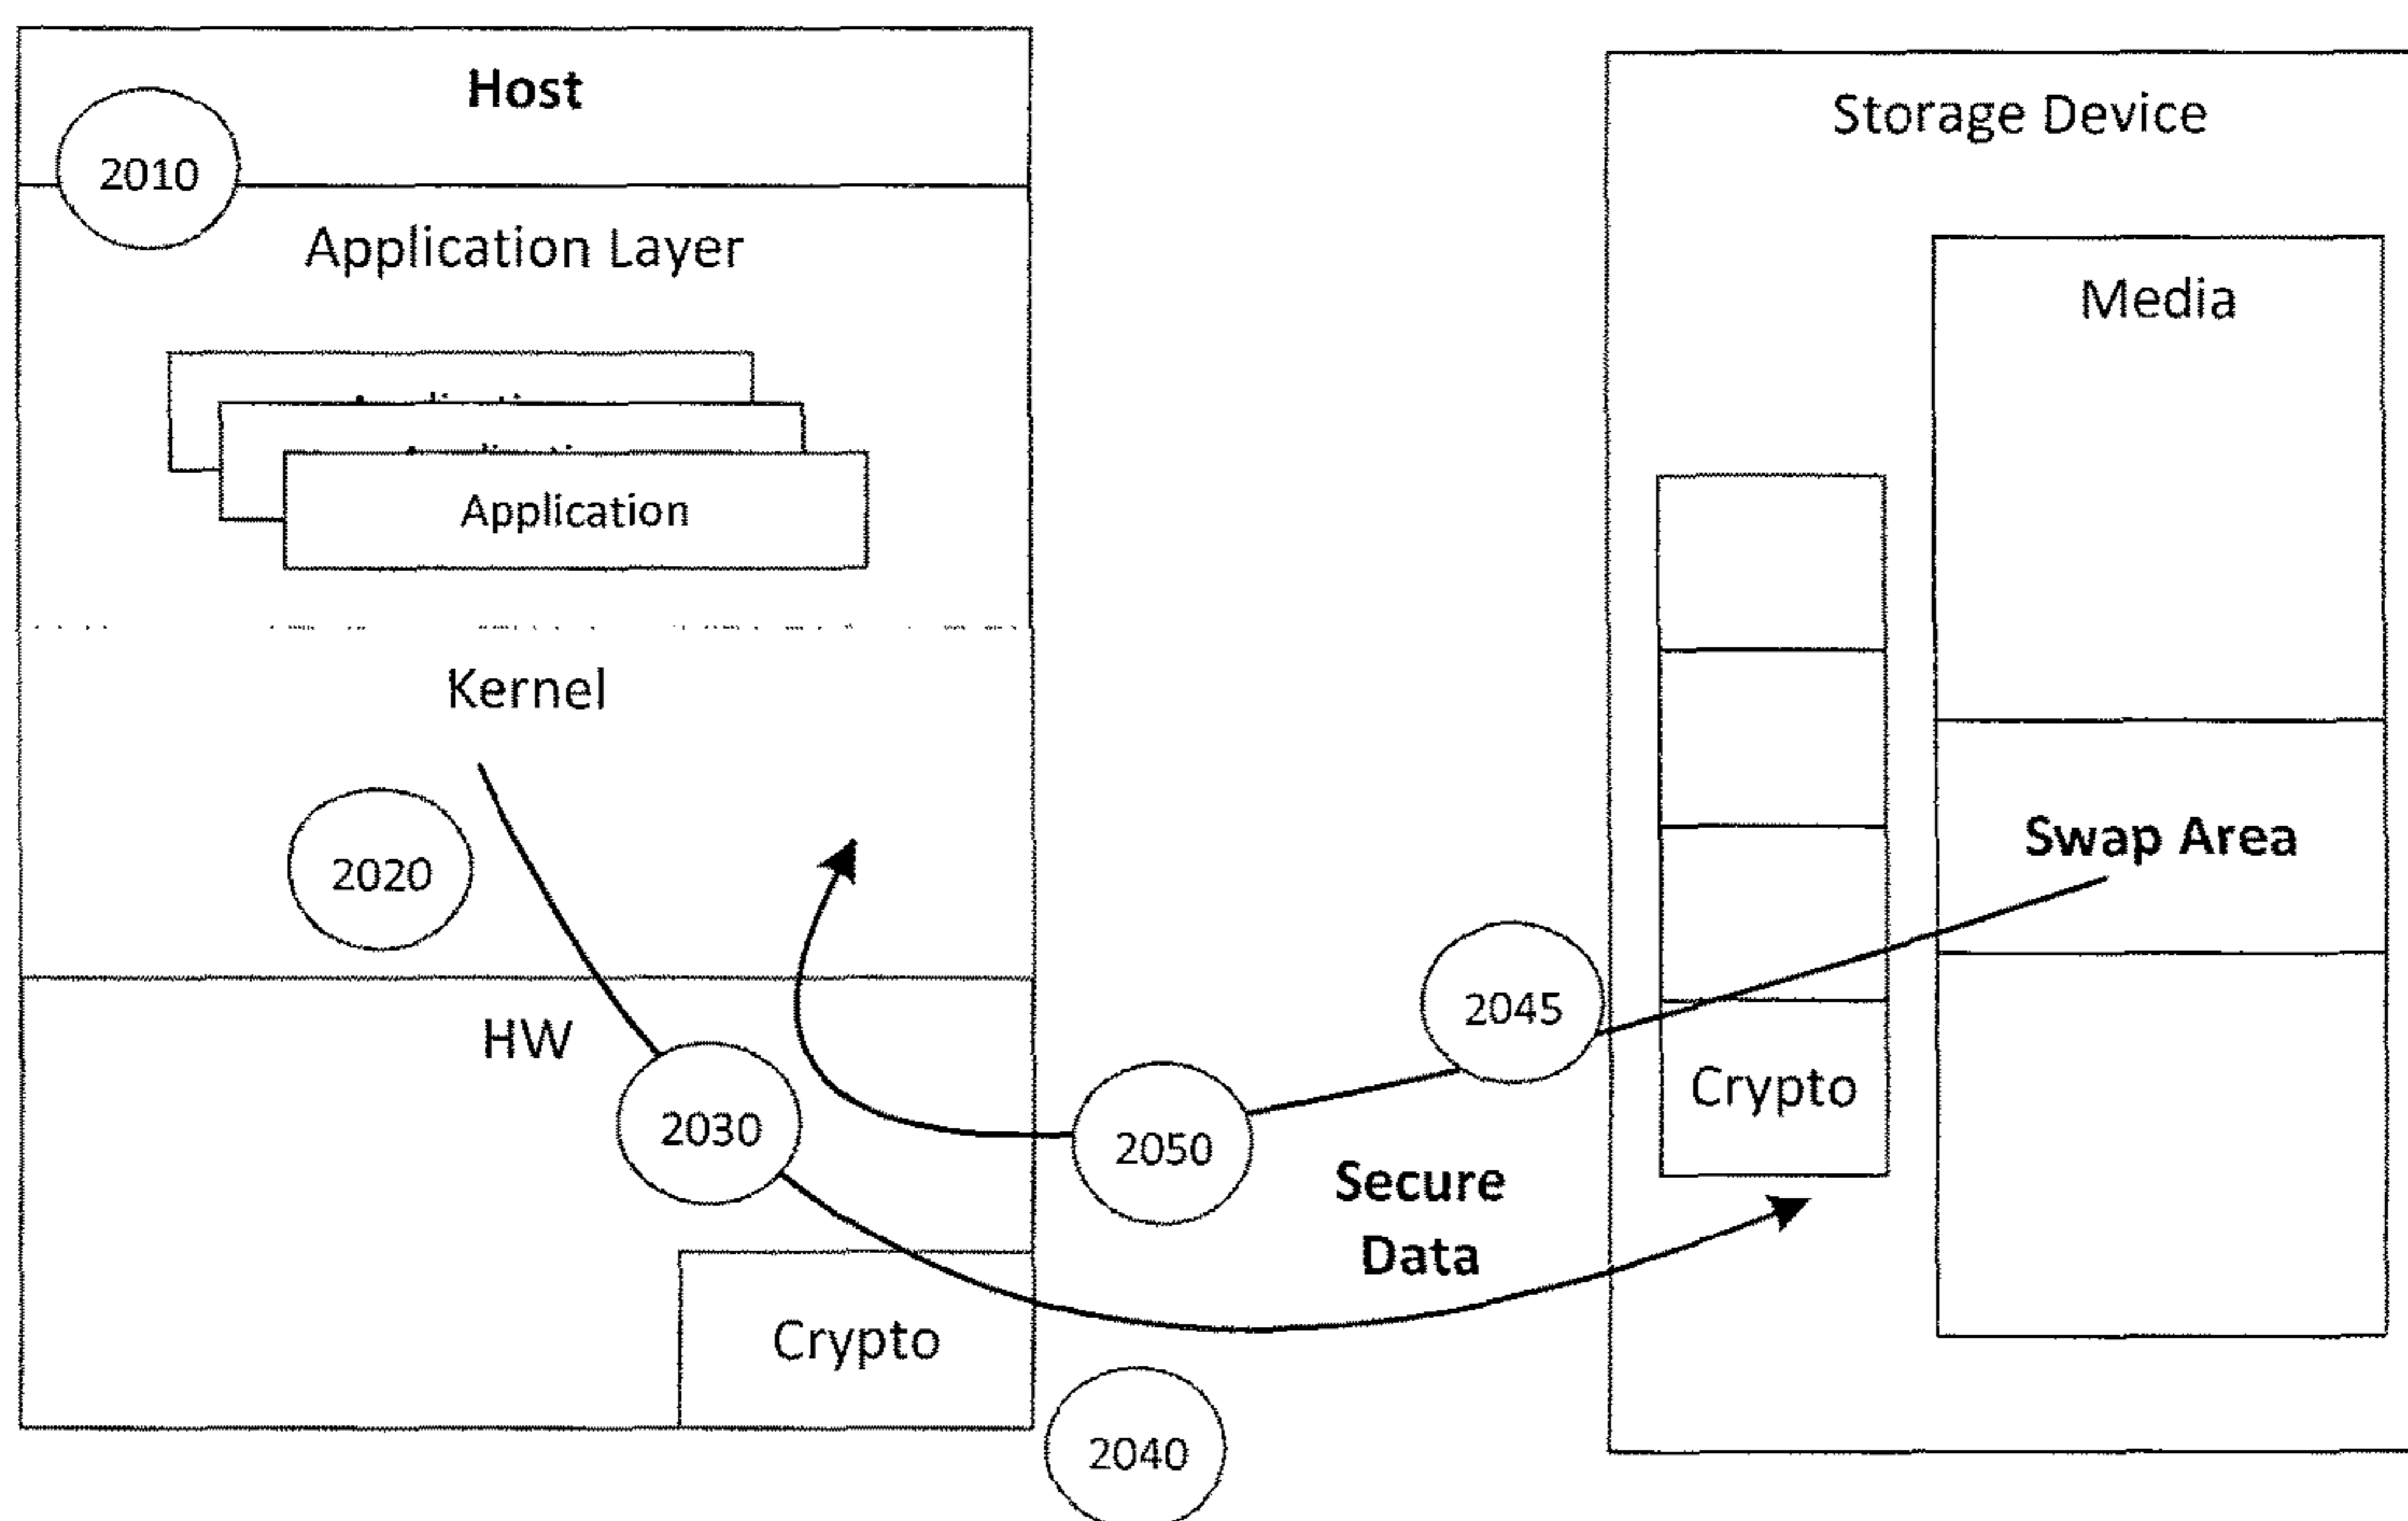 Host
2010
Application Layer
Application
Kernel
2020
HW
2030
Crypto
2040
2050
2045
Secure
Data
Storage Device
Media
Swap Area
Crypto